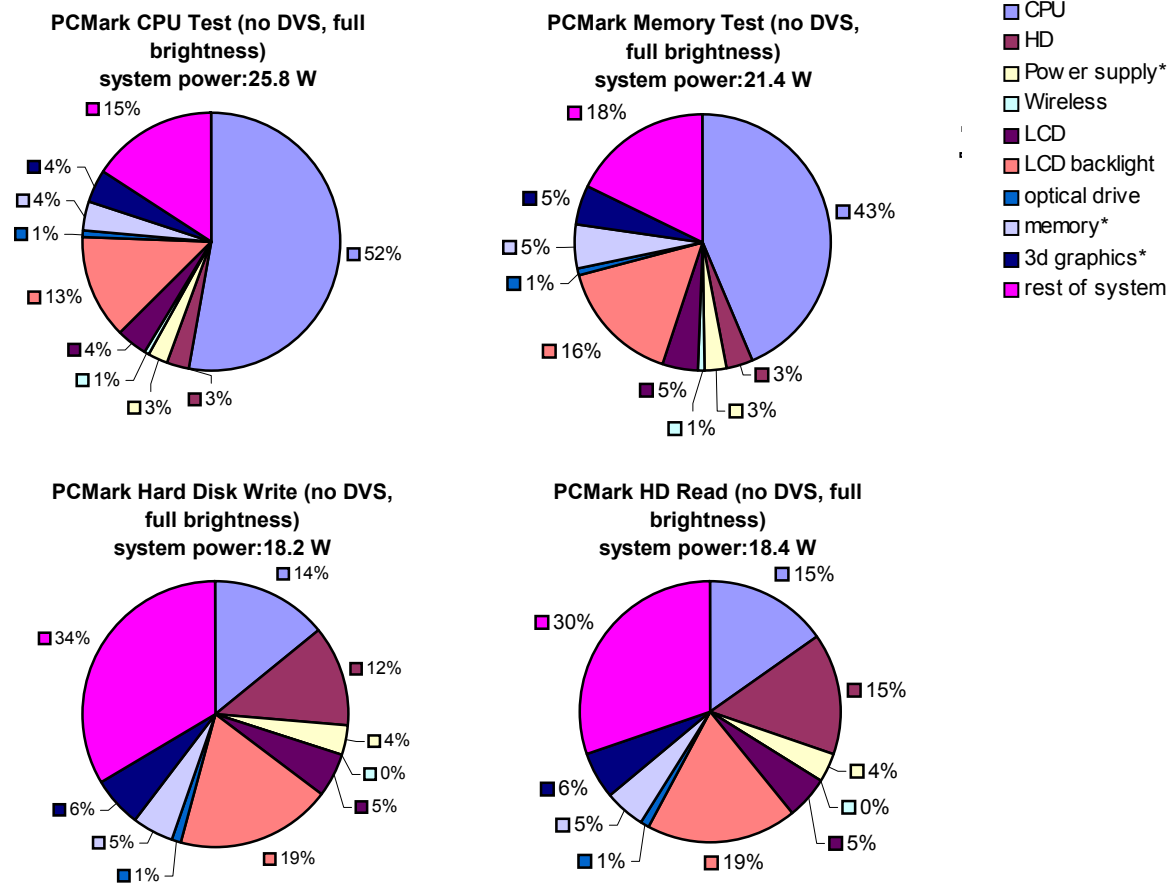 PCMark CPU Test (no DVS, full
brightness)
system power:25.8 W
15%
4%
4%
1%
13%
4%
1%
3%
3%
52%
PCMark Memory Test (no DVS,
full brightness)
system power:21.4 W
18%
5%
5%
1%
16%
5%
1%
3%
3%
43%
CPU
HD
Power supply*
Wireless
LCD
LCD backlight
optical drive
memory*
3d graphics*
rest of system
PCMark Hard Disk Write (no DVS,
full brightness)
system power:18.2 W
14%
34%
12%
4%
0%
5%
6%
5%
1%
19%
PCMark HD Read (no DVS, full
brightness)
system power:18.4 W
15%
30%
15%
4%
0%
5%
6%
5%
1%
19%